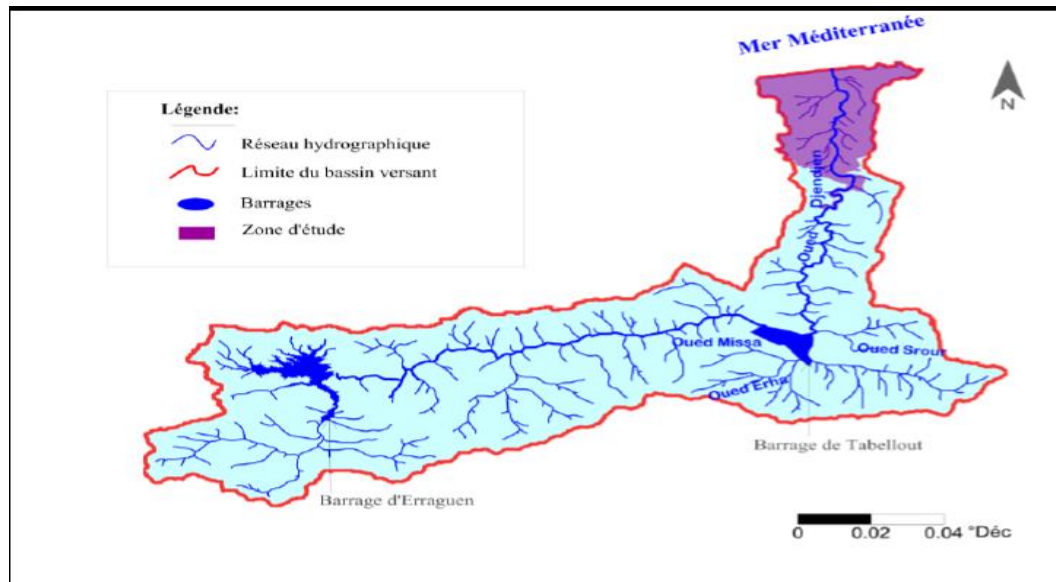 Mer Méditerranée
N
Légende:
Réseau hydrographique
Limite du bassin versant
Barrages
Zone d'étude
Oued Djendjen
Oued Missa
Oued Srour
Oued Erha
Barrage de Tabellout
Barrage d'Erraguen
0 0.02 0.04 °Déc